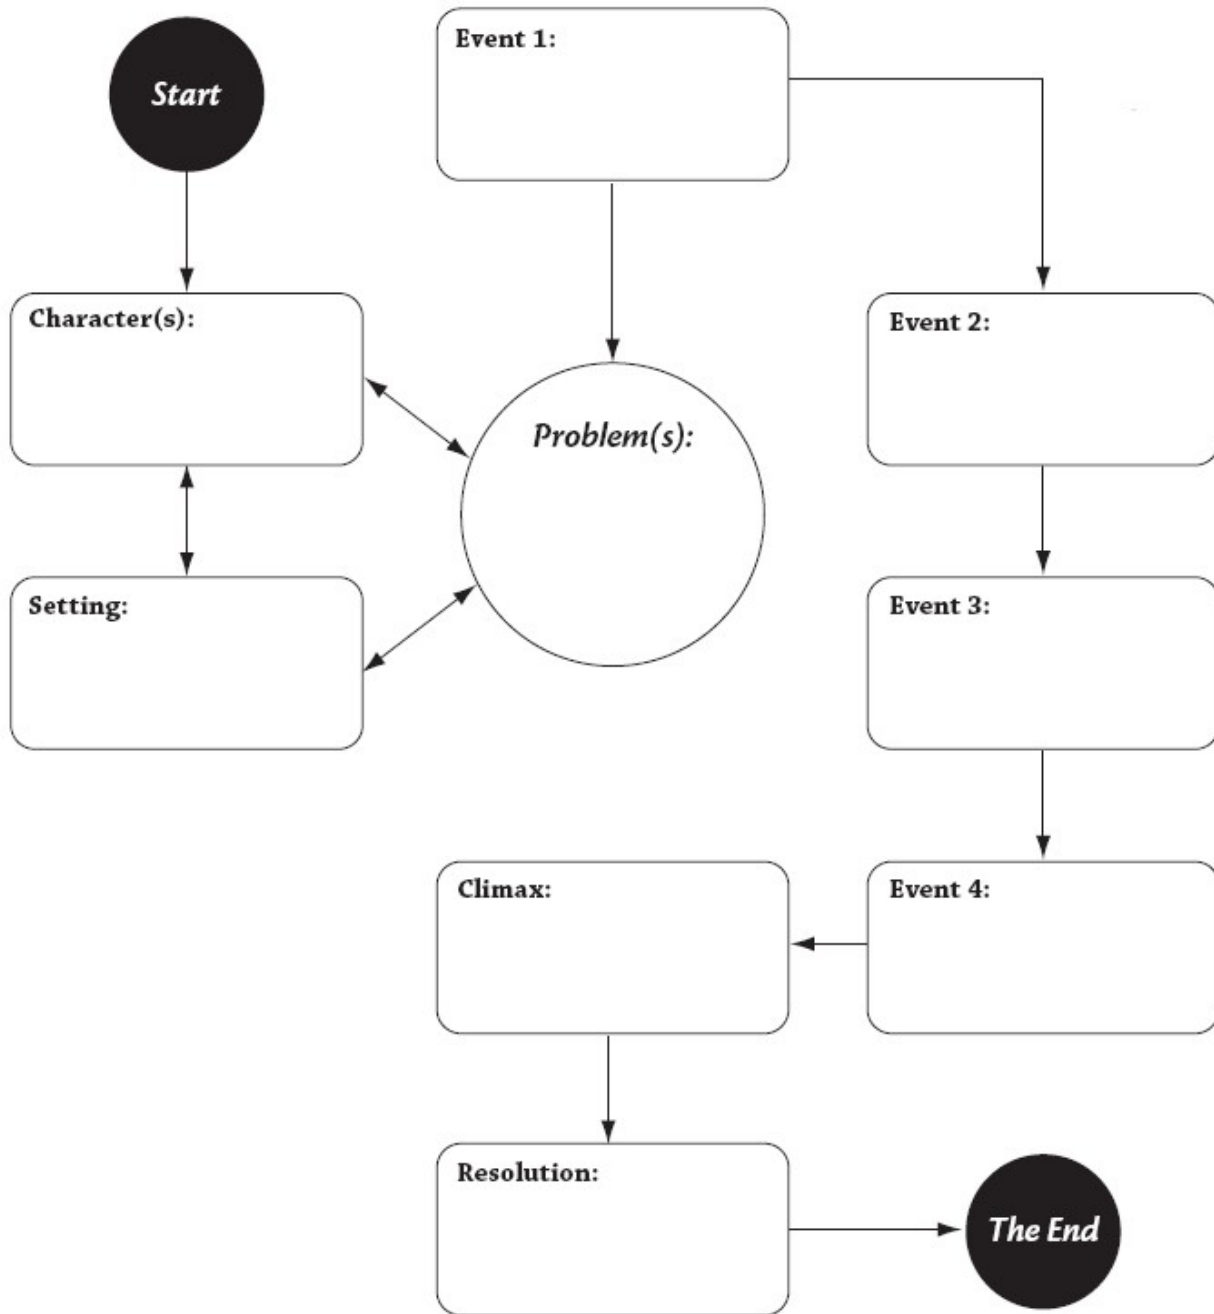 Start
Event 1:
Character(s):
Problem(s):
Event 2:
Setting:
Event 3:
Climax:
Event 4:
Resolution:
The End